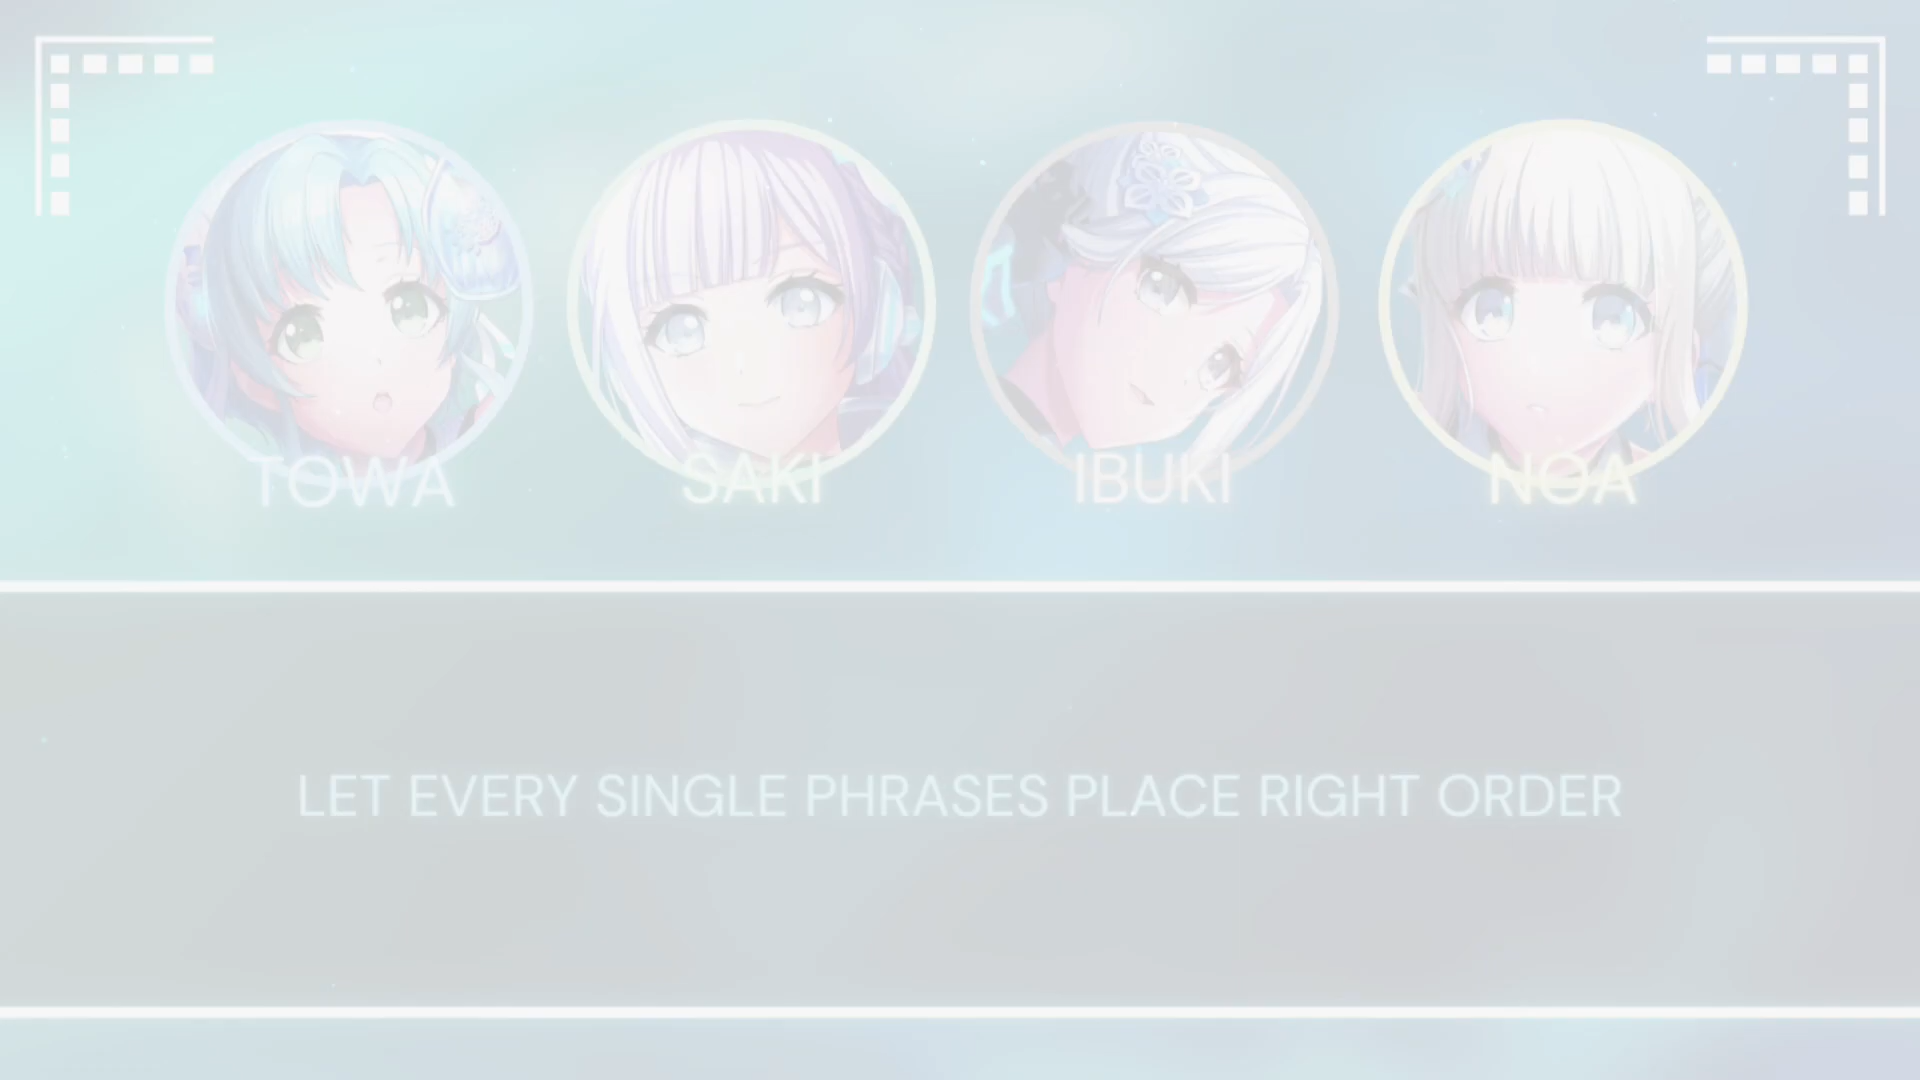 TOWA
SAKI
IBUKI
NOA
LET EVERY SINGLE PHRASES PLACE RIGHT ORDER